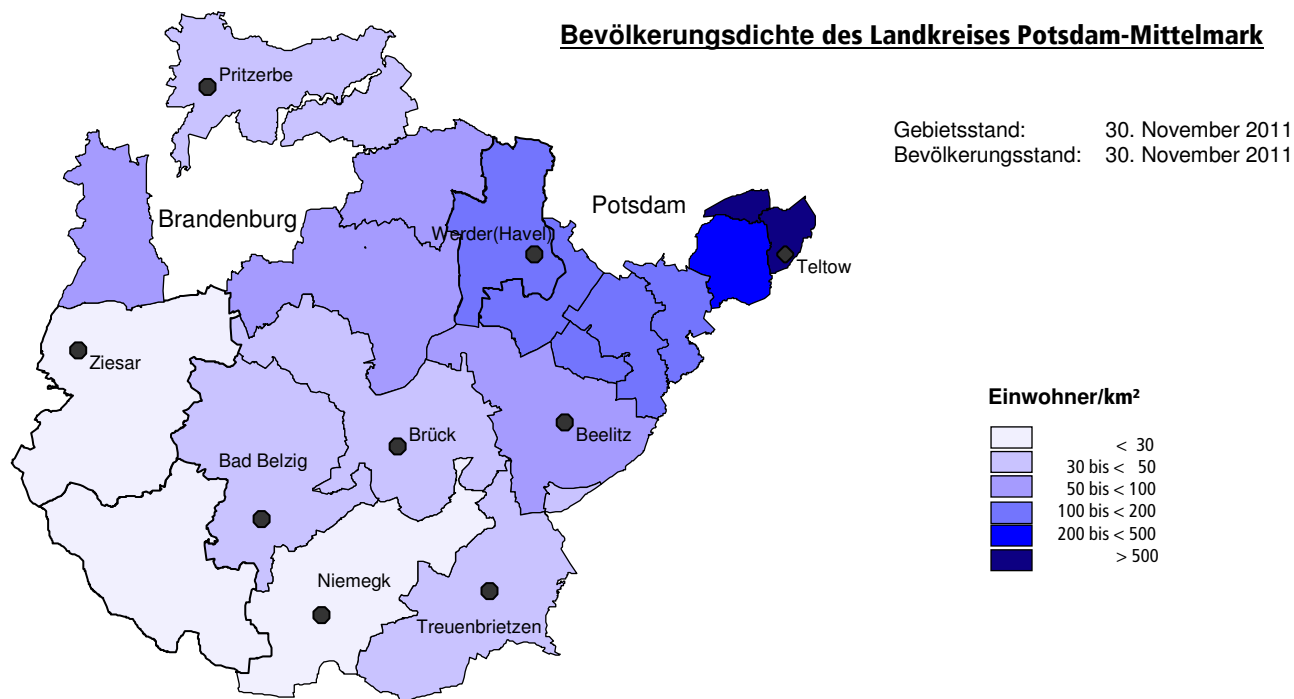 Bevölkerungsdichte des Landkreises Potsdam-Mittelmark
Gebietsstand: 30. November 2011
Bevölkerungsstand: 30. November 2011
Pritzerbe
Brandenburg
Potsdam
Werder(Havel)
Teltow
Ziesar
Brück
Beelitz
Bad Belzig
Niemegk
Treuenbrietzen
Einwohner/km²
< 30
30 bis < 50
50 bis < 100
100 bis < 200
200 bis < 500
> 500